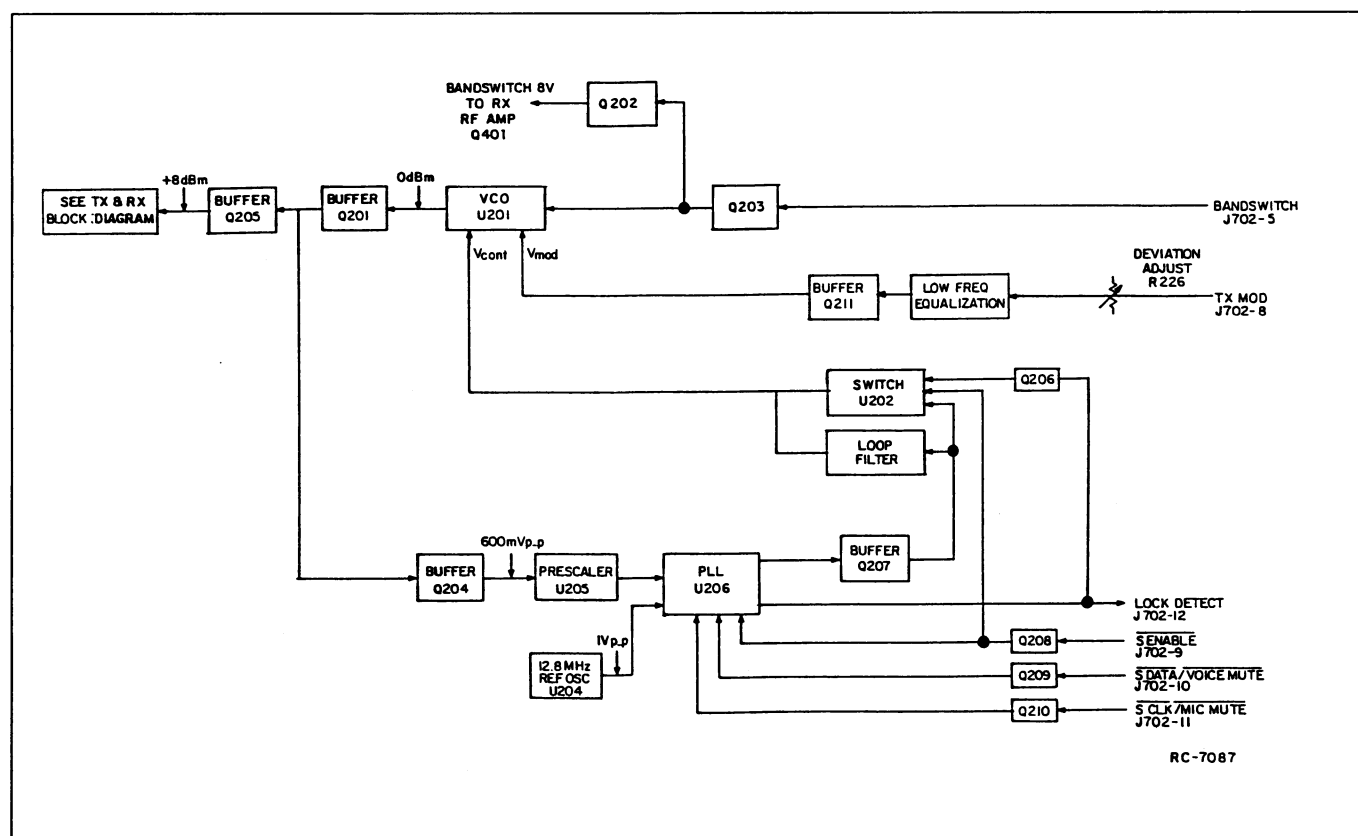 BANDSWITCH 8V
TO RX
RF AMP
Q401
Q202
+8dBm
0dBm
SEE TX & RX
BLOCK DIAGRAM
BUFFER
Q205
BUFFER
Q201
VCO
U201
Q203
BANDSWITCH
J702-5
Vcont
Vmod
DEVIATION
ADJUST
R226
BUFFER
Q211
LOW FREQ
EQUALIZATION
TX MOD
J702-8
SWITCH
U202
Q206
LOOP
FILTER
600mVp-p
BUFFER
Q204
PRESCALER
U205
PLL
U206
BUFFER
Q207
LOCK DETECT
J702-12
1Vp-p
12.8MHz
REF OSC
U204
Q208
S ENABLE
J702-9
Q209
S DATA/VOICE MUTE
J702-10
Q210
S CLK/MIC MUTE
J702-11
RC-7087